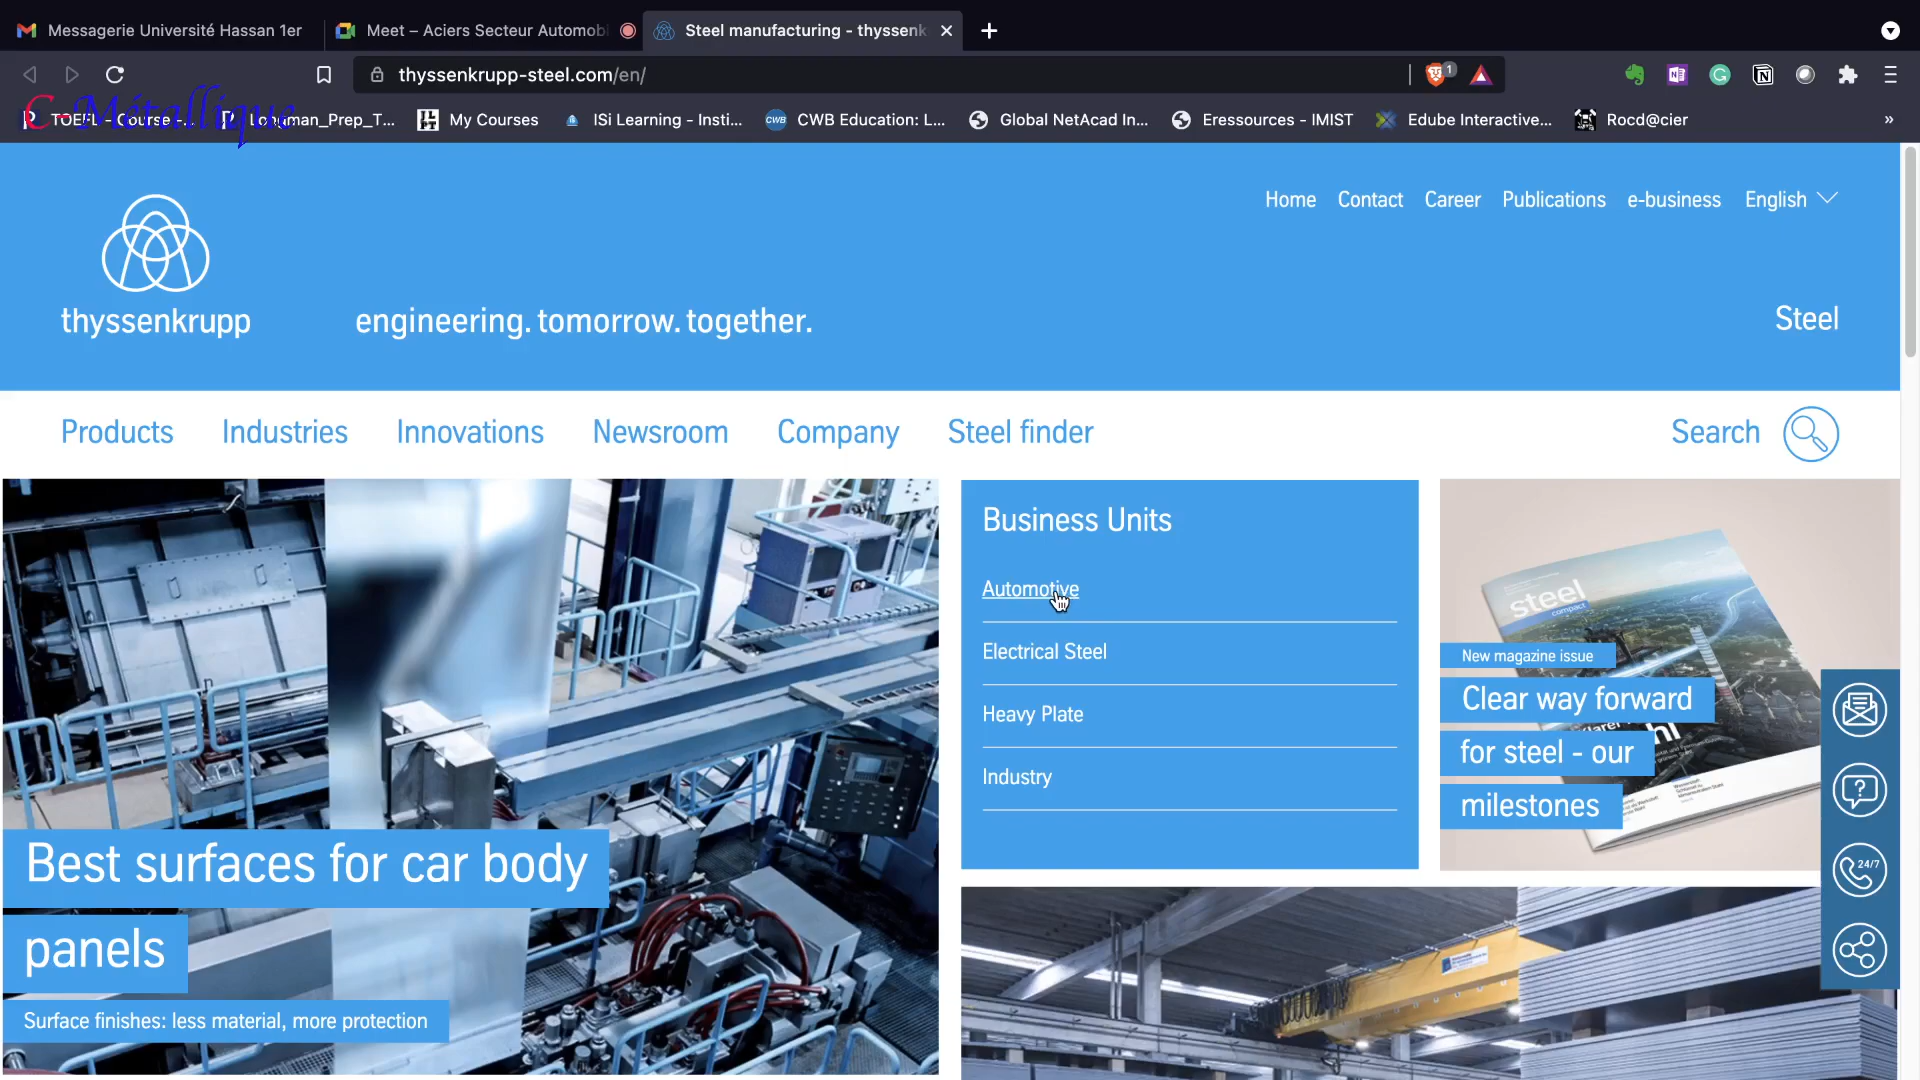 Messagerie Université Hassan 1er
Meet – Aciers Secteur Automobi
Steel manufacturing - thyssenk
thyssenkrupp-steel.com/en/
1
C-Métallique
TOEFL - Course -...
Longman_Prep_T...
My Courses
ISi Learning - Insti...
CWB
CWB Education: L...
Global NetAcad In...
Eressources - IMIST
Edube Interactive...
Rocd@cier
»
Home
Contact
Career
Publications
e-business
English
thyssenkrupp
engineering. tomorrow. together.
Steel
Products
Industries
Innovations
Newsroom
Company
Steel finder
Search
Business Units
Automotive
Electrical Steel
Heavy Plate
Industry
steel
compact
New magazine issue
Clear way forward
for steel - our
milestones
24/7
Best surfaces for car body
panels
Surface finishes: less material, more protection